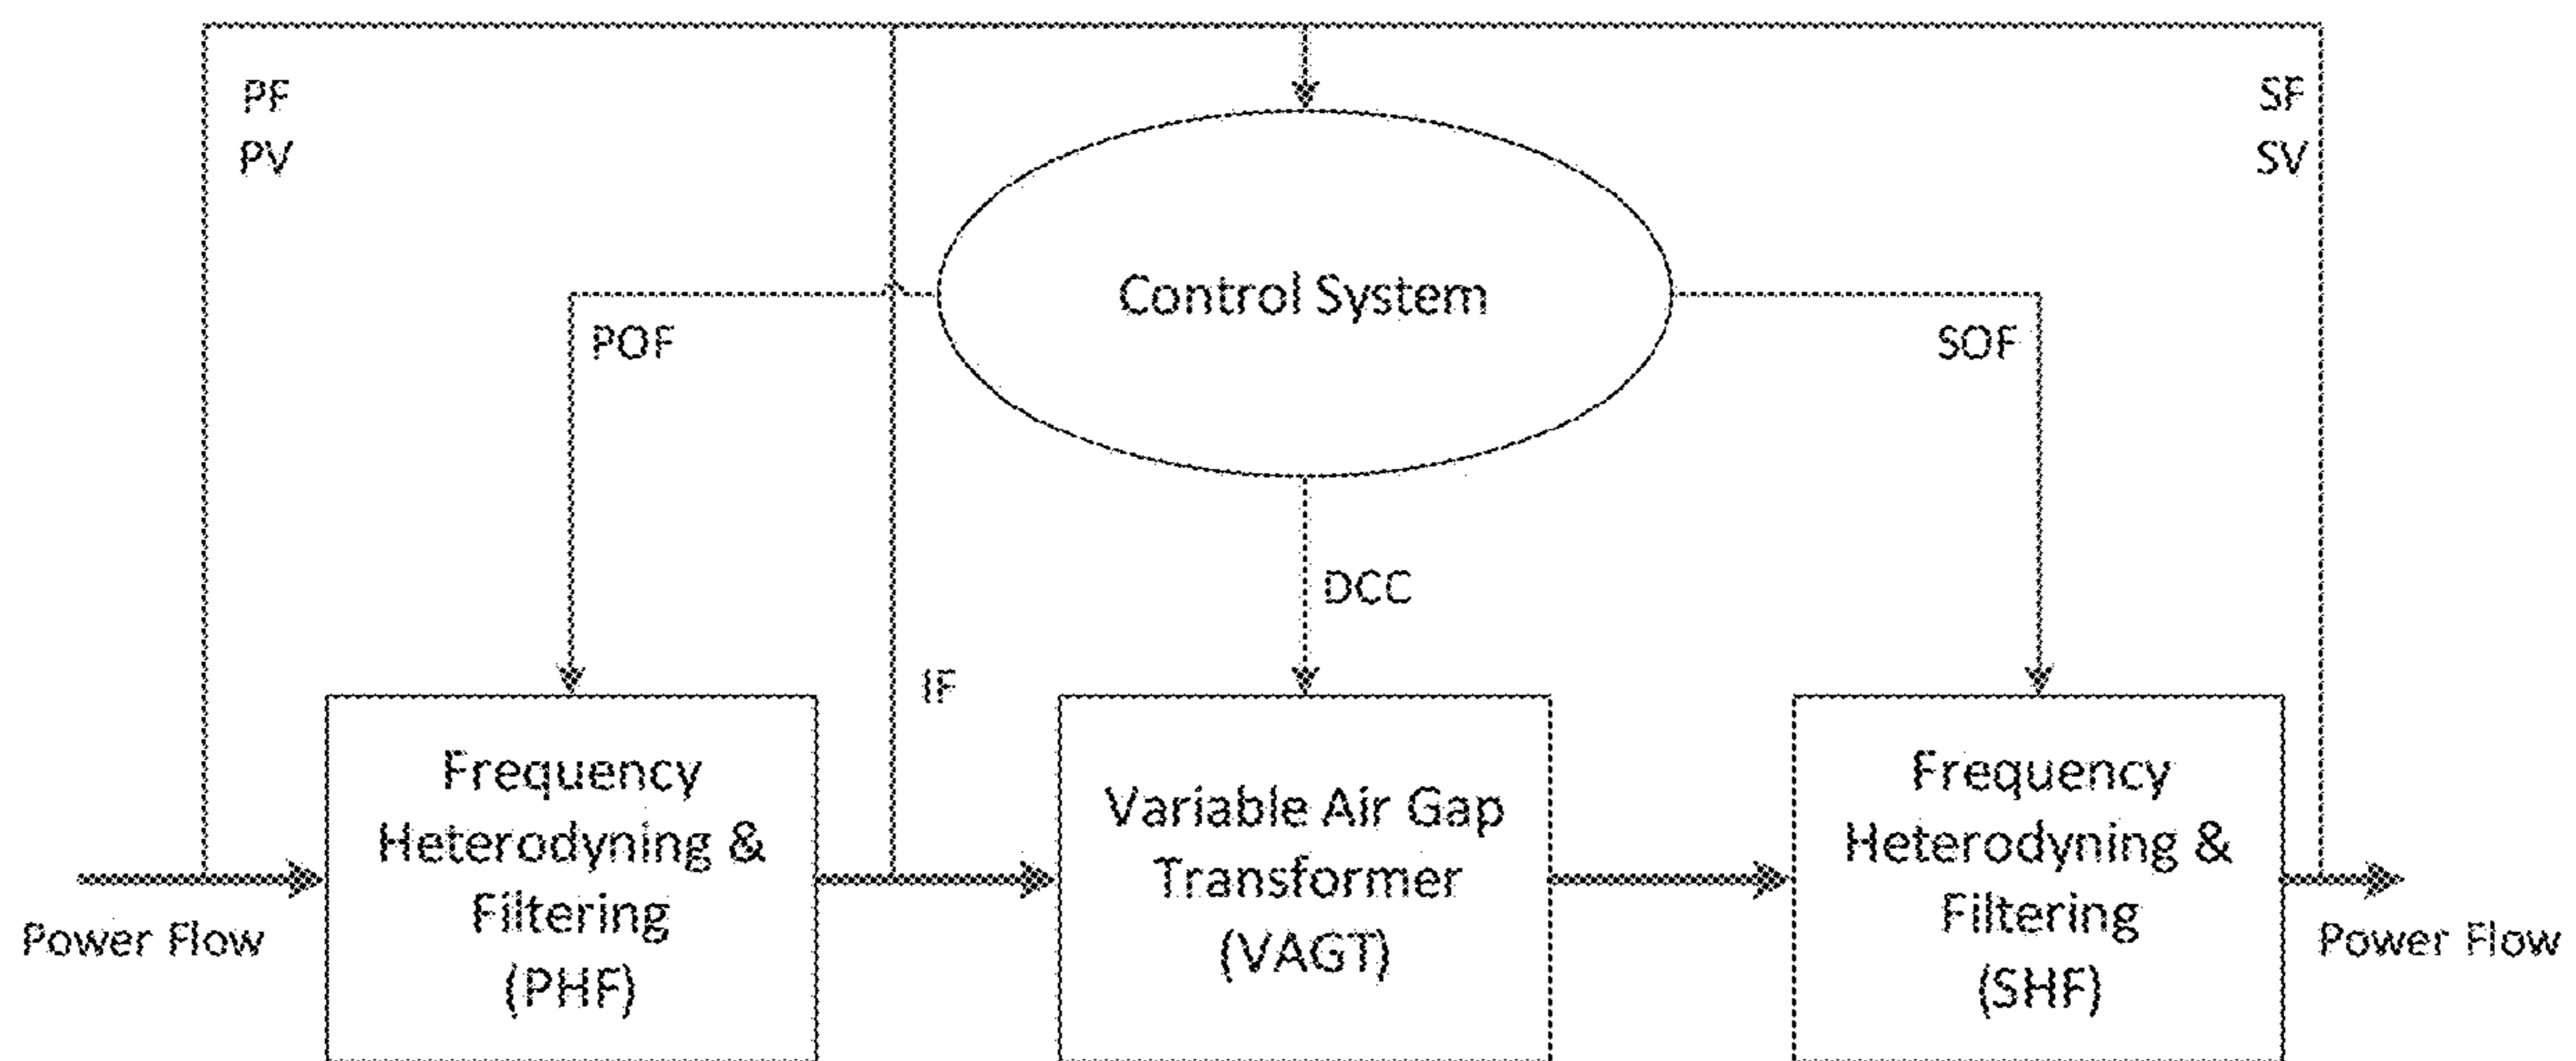 PF
PV
SF
SV
Control System
POF
SOF
DCC
IF
Frequency
Heterodyning &
Filtering
(PHF)
Variable Air Gap
Transformer
(VAGT)
Frequency
Heterodyning &
Filtering
(SHF)
Power Flow
Power Flow